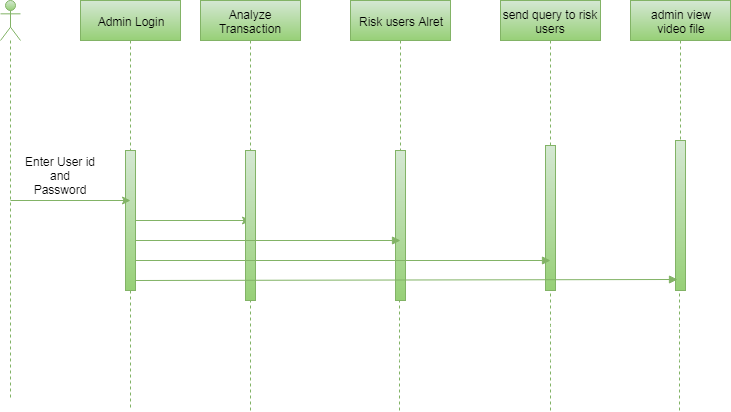 Admin Login
Analyze
Transaction
Risk users Alret
send query to risk
users
admin view
video file
Enter User id
and
Password